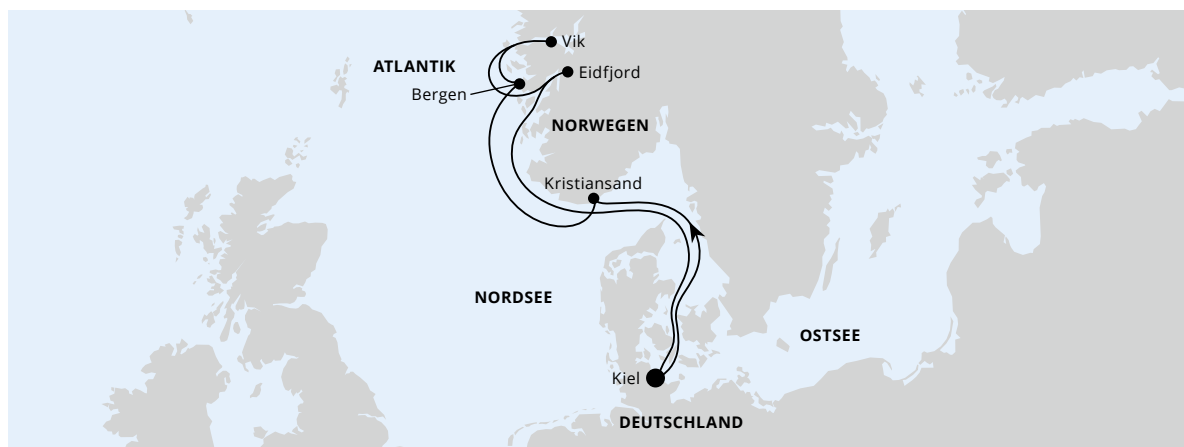 Vik
ATLANTIK
Eidfjord
Bergen
NORWEGEN
Kristiansand
NORDSEE
OSTSEE
Kiel
DEUTSCHLAND